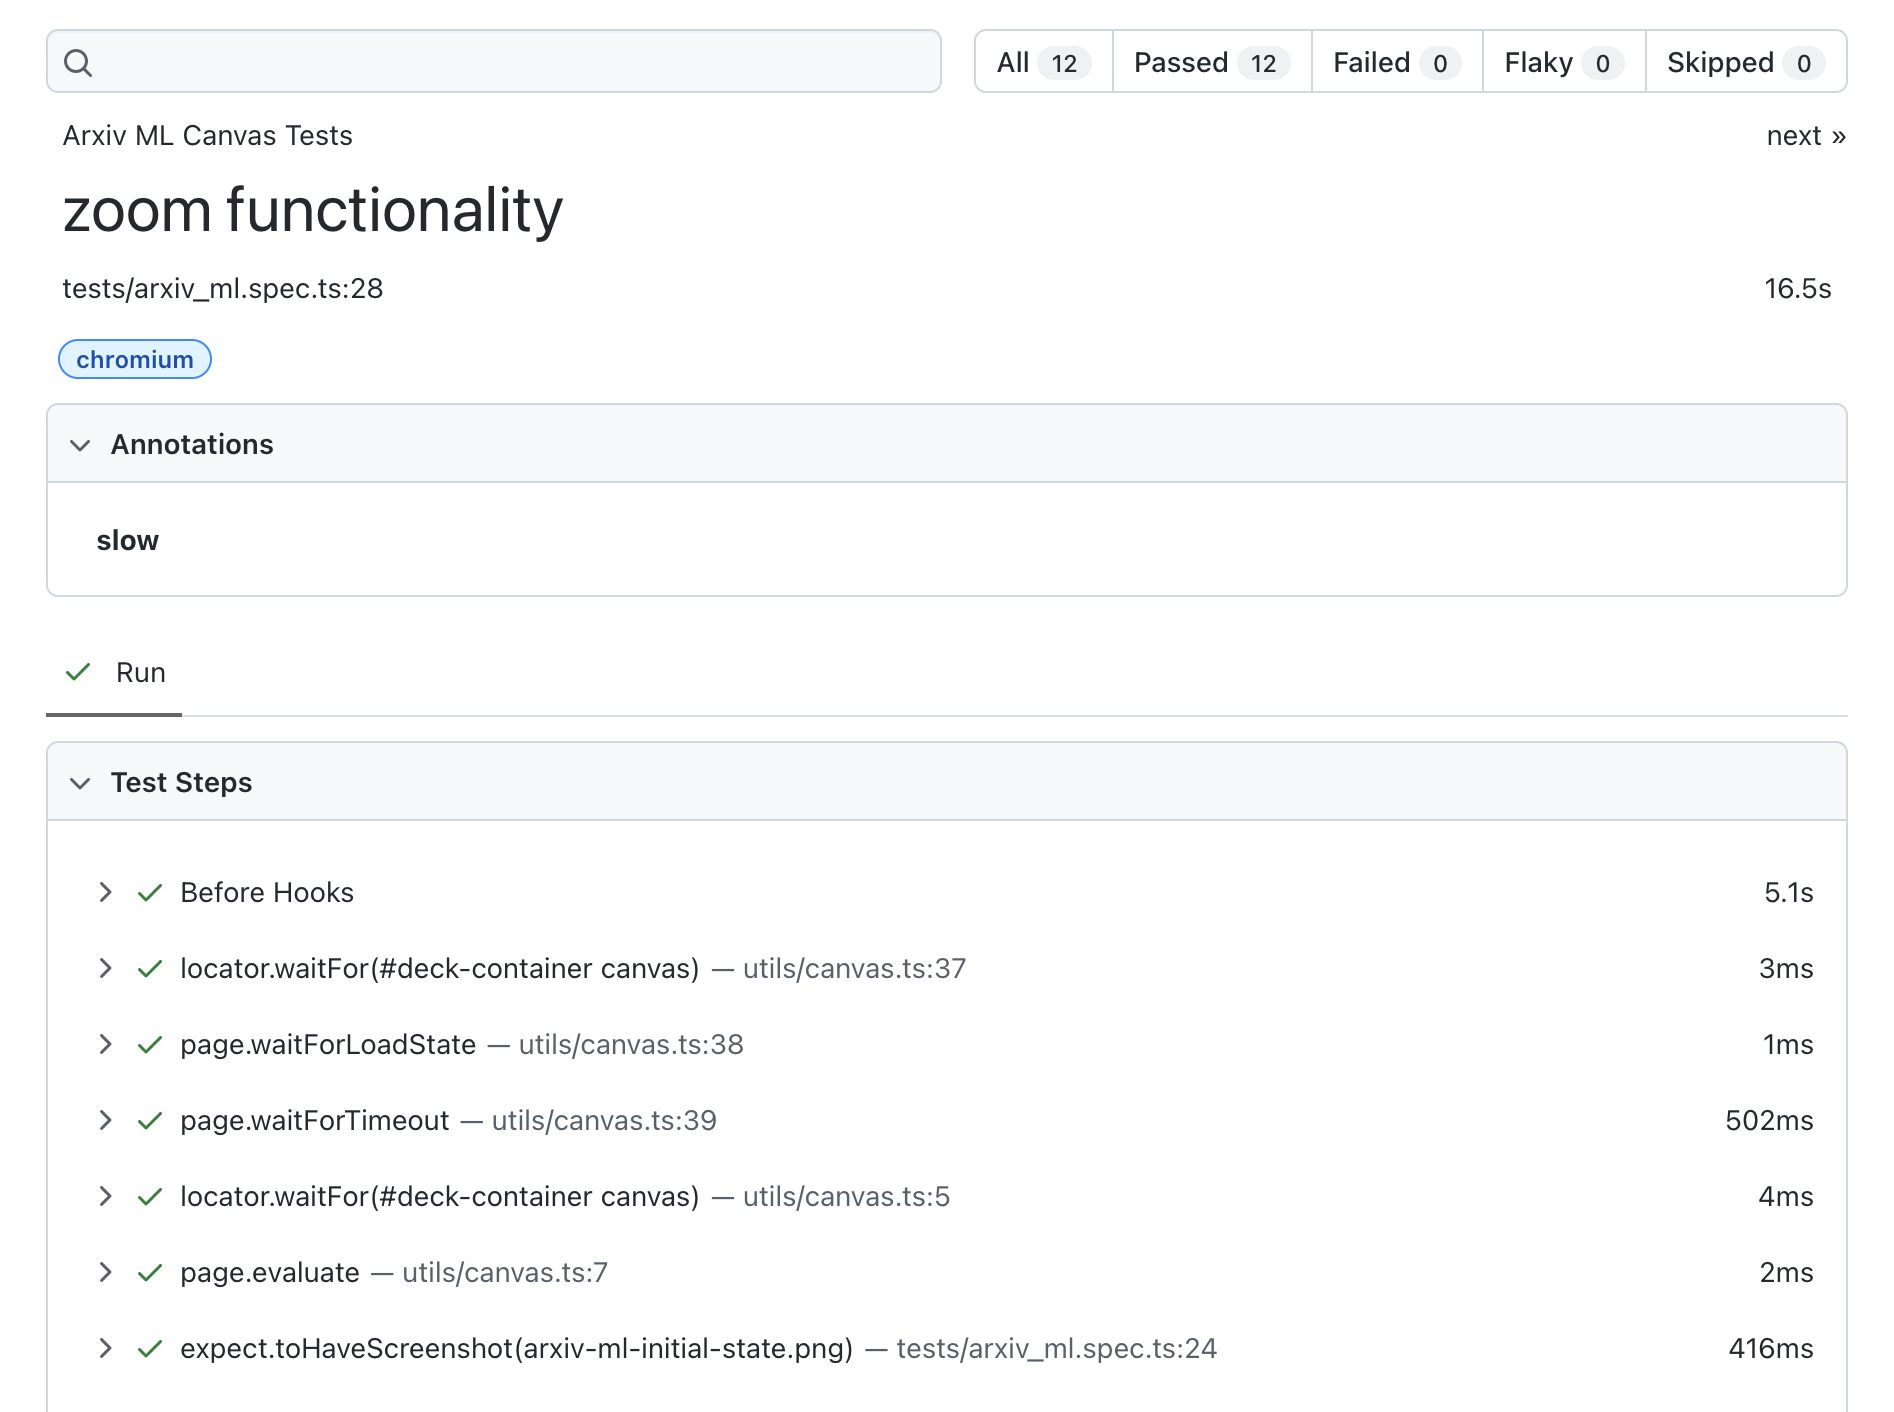 All 12 Passed 12 Failed 0 Flaky 0 Skipped 0
Arxiv ML Canvas Tests next »
zoom functionality
tests/arxiv_ml.spec.ts:28 16.5s
chromium
Annotations
slow
Run
Test Steps
Before Hooks 5.1s
locator.waitFor(#deck-container canvas) — utils/canvas.ts:37 3ms
page.waitForLoadState — utils/canvas.ts:38 1ms
page.waitForTimeout — utils/canvas.ts:39 502ms
locator.waitFor(#deck-container canvas) — utils/canvas.ts:5 4ms
page.evaluate — utils/canvas.ts:7 2ms
expect.toHaveScreenshot(arxiv-ml-initial-state.png) — tests/arxiv_ml.spec.ts:24 416ms